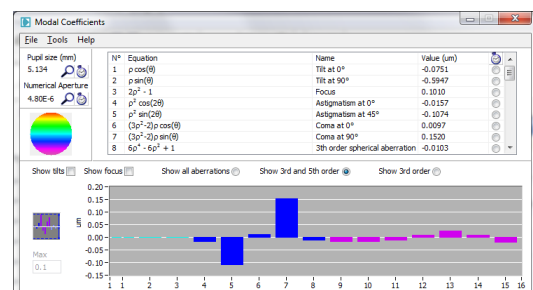 Modal Coefficients
File Tools Help
Pupil size (mm)
5.134
Numerical Aperture
4.80E-6
N° Equation Name Value (um)
1 ρ cos(θ) Tilt at 0° -0.0751
2 ρ sin(θ) Tilt at 90° -0.5947
3 2ρ² - 1 Focus 0.1010
4 ρ² cos(2θ) Astigmatism at 0° -0.0157
5 ρ² sin(2θ) Astigmatism at 45° -0.1074
6 (3ρ²-2)ρ cos(θ) Coma at 0° 0.0097
7 (3ρ²-2)ρ sin(θ) Coma at 90° 0.1520
8 6ρ⁴ - 6ρ² + 1 3th order spherical aberration -0.0103
Show tilts Show focus Show all aberrations Show 3rd and 5th order Show 3rd order
Max
0.1
um
0.20
0.15
0.10
0.05
0.00
-0.05
-0.10
-0.15
1 1 2 3 4 5 6 7 8 9 10 11 12 13 14 15 16